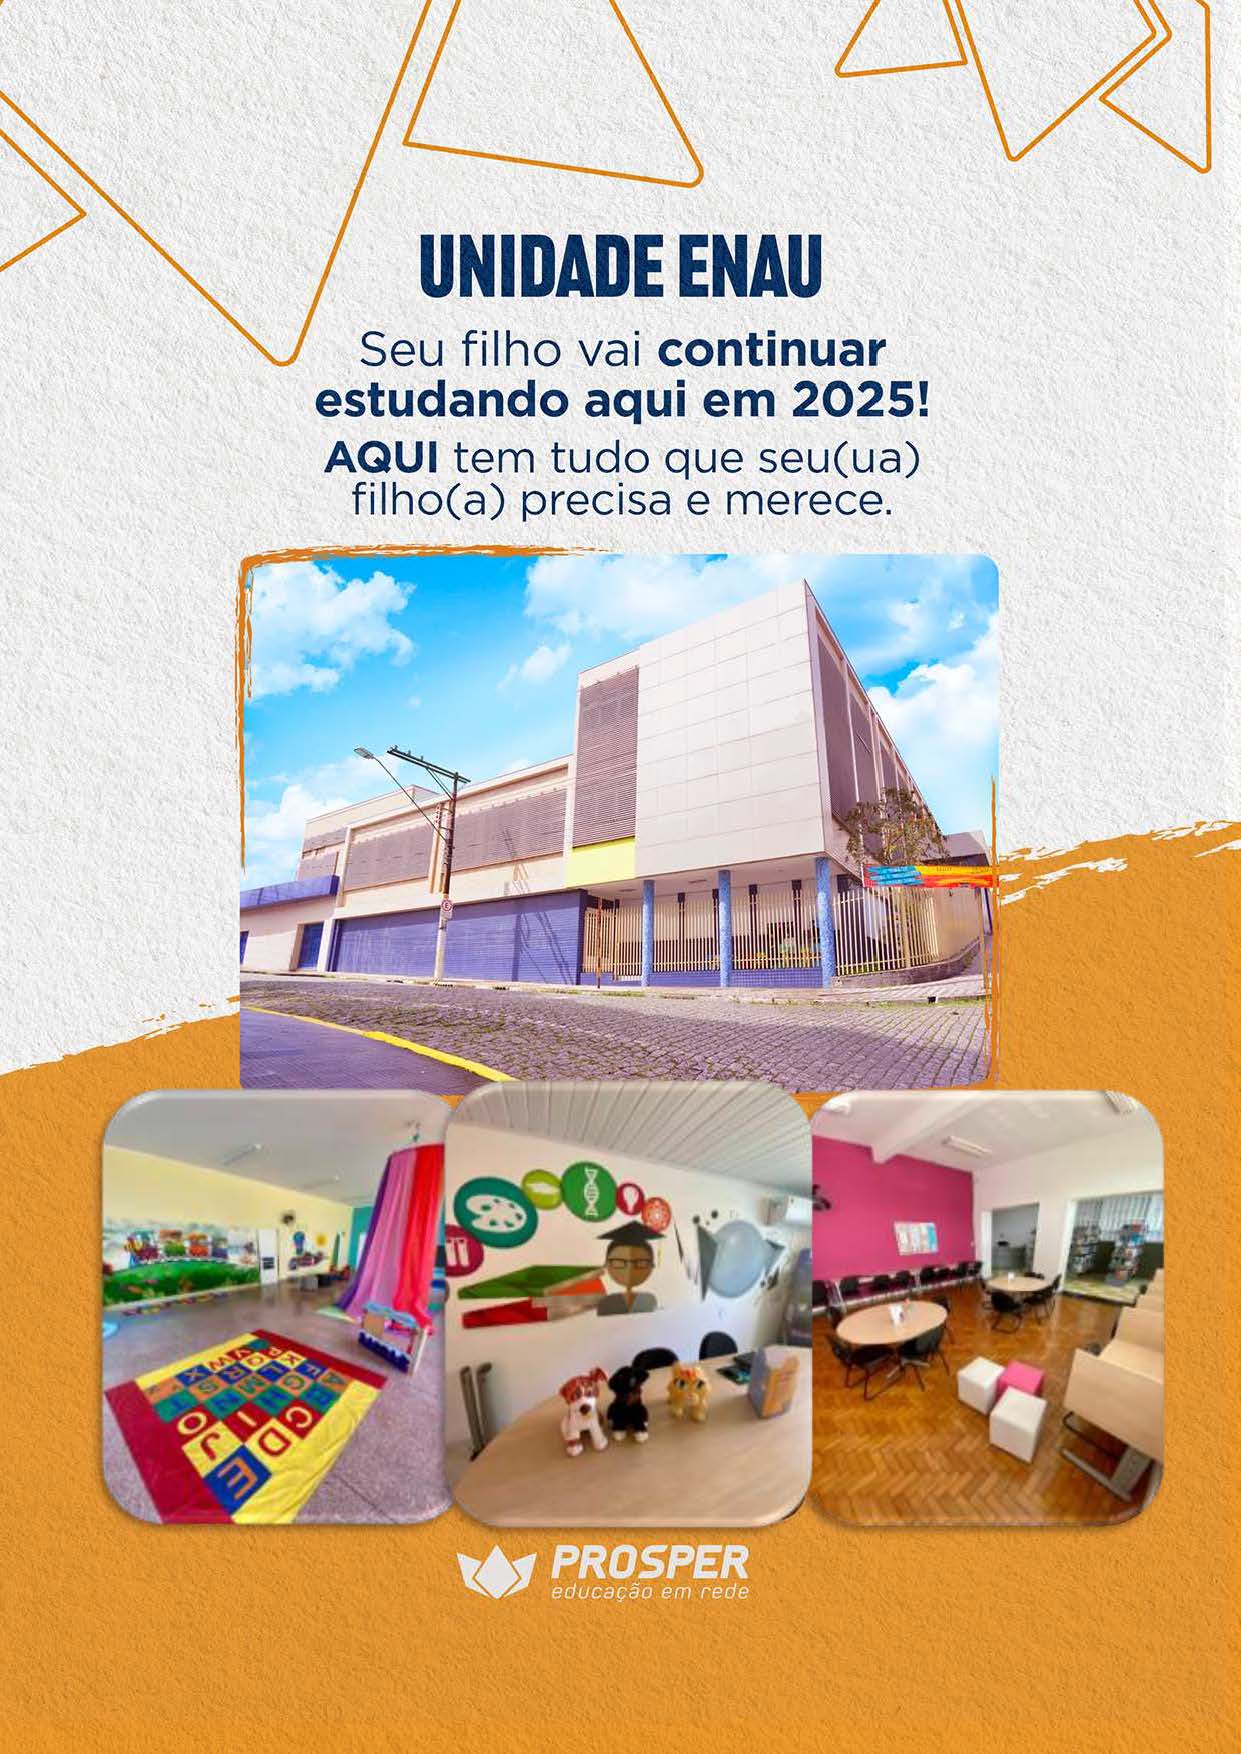 UNIDADE ENAU
Seu filho vai continuar
estudando aqui em 2025!
AQUI tem tudo que seu(ua)
filho(a) precisa e merece.
PROSPER
educação em rede